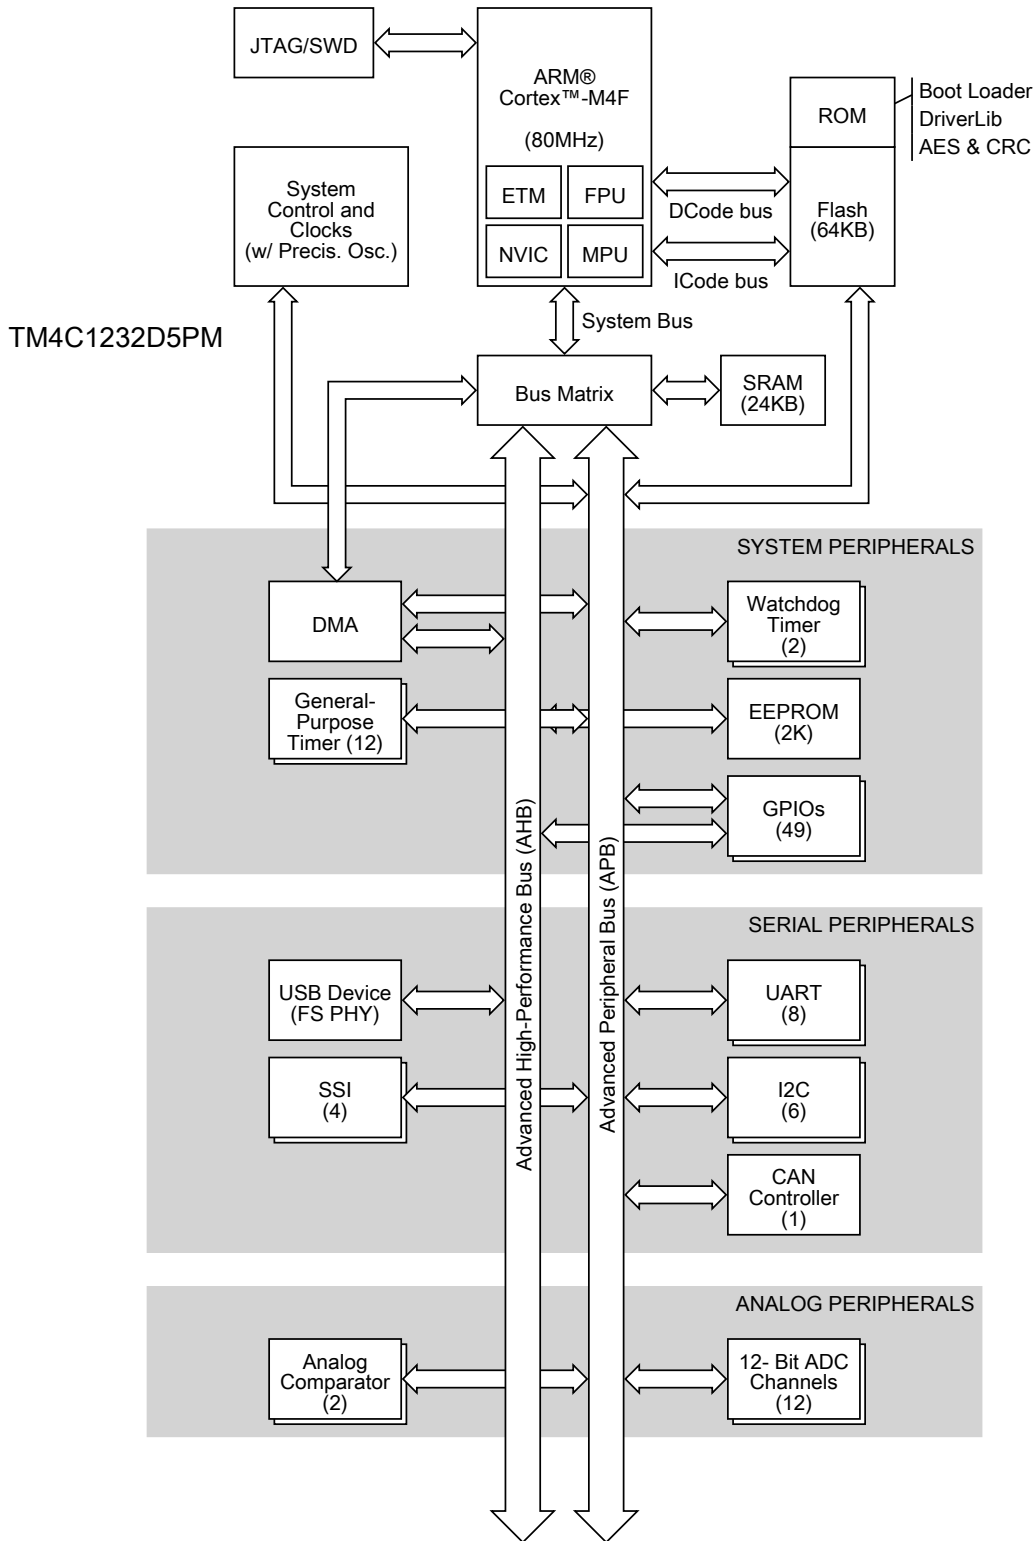 JTAG/SWD
ARM®
Cortex™-M4F
(80MHz)
ETM
FPU
NVIC
MPU
ROM
Boot Loader
DriverLib
AES & CRC
System
Control and
Clocks
(w/ Precis. Osc.)
DCode bus
Flash
(64KB)
ICode bus
System Bus
TM4C1232D5PM
Bus Matrix
SRAM
(24KB)
SYSTEM PERIPHERALS
DMA
Watchdog
Timer
(2)
General-
Purpose
Timer (12)
EEPROM
(2K)
GPIOs
(49)
Advanced High-Performance Bus (AHB)
Advanced Peripheral Bus (APB)
SERIAL PERIPHERALS
USB Device
(FS PHY)
UART
(8)
SSI
(4)
I2C
(6)
CAN
Controller
(1)
ANALOG PERIPHERALS
Analog
Comparator
(2)
12- Bit ADC
Channels
(12)